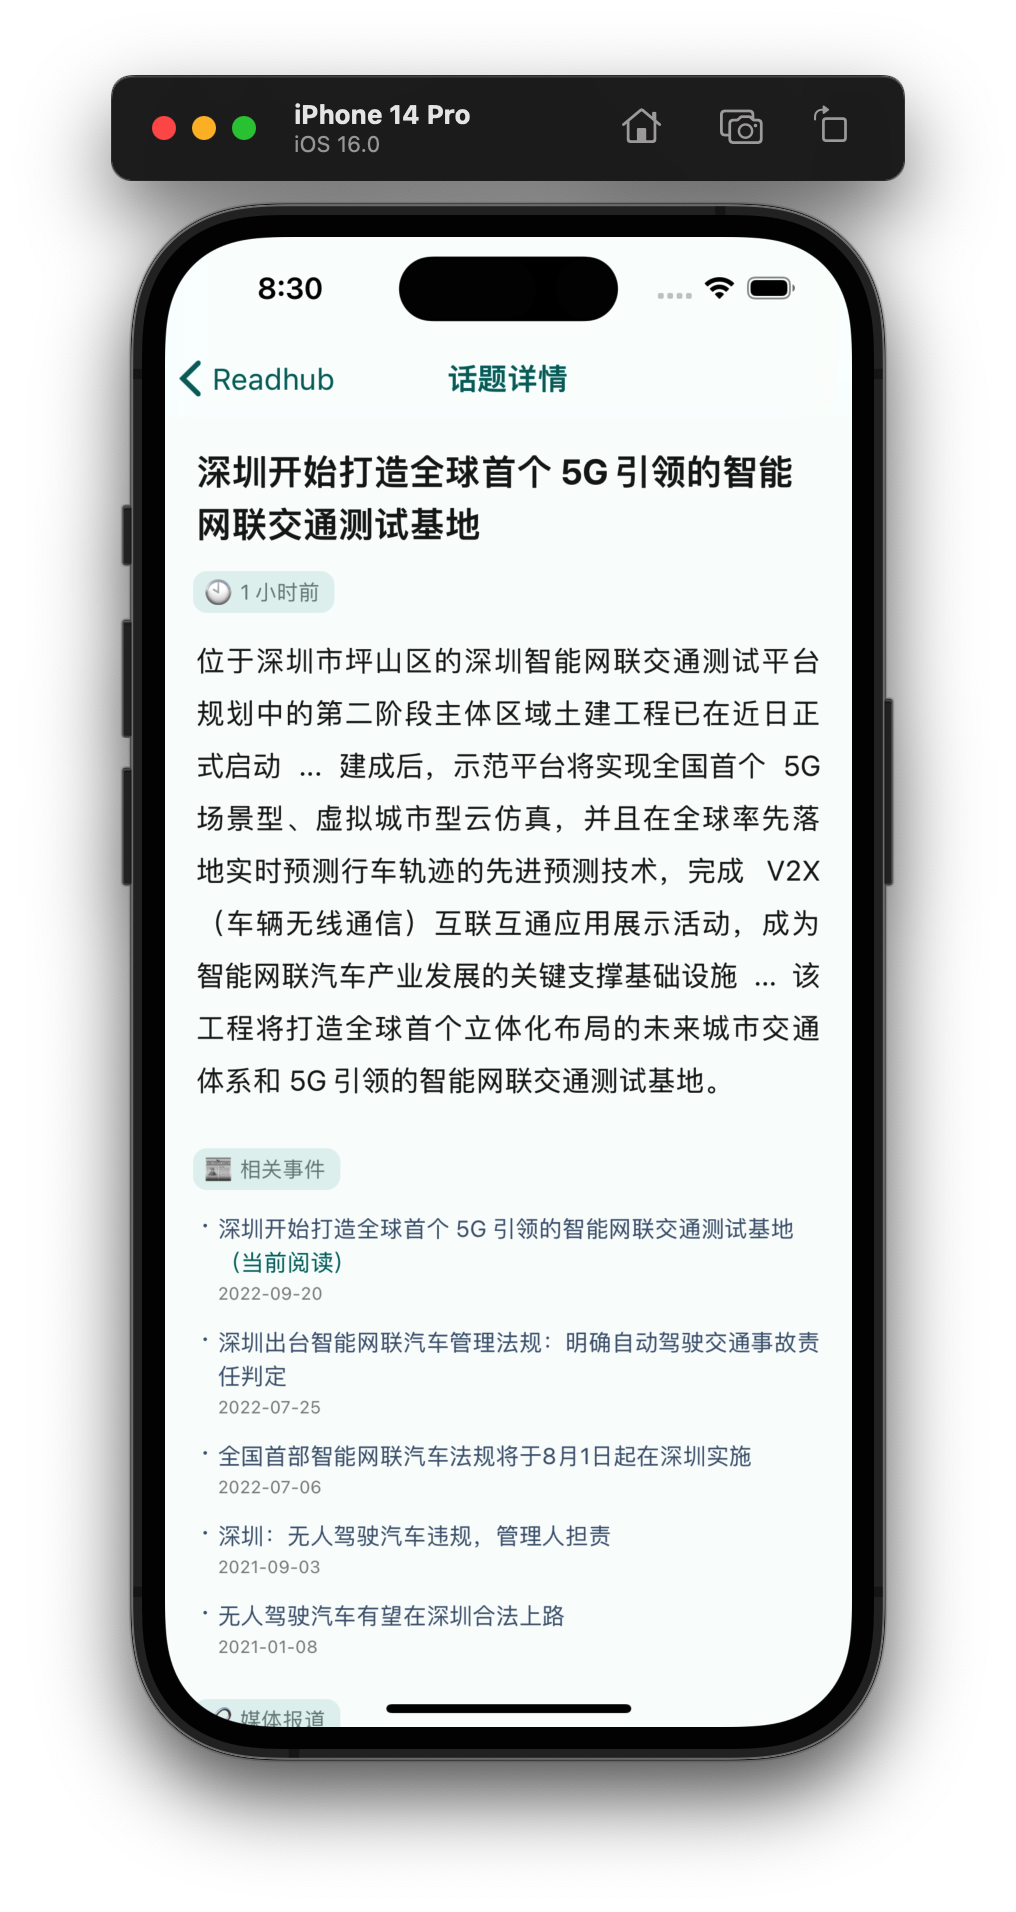 iPhone 14 Pro
iOS 16.0
8:30
Readhub
话题详情
深圳开始打造全球首个 5G 引领的智能
网联交通测试基地
1 小时前
位于深圳市坪山区的深圳智能网联交通测试平台
规划中的第二阶段主体区域土建工程已在近日正
式启动 ... 建成后，示范平台将实现全国首个 5G
场景型、虚拟城市型云仿真，并且在全球率先落
地实时预测行车轨迹的先进预测技术，完成 V2X
（车辆无线通信）互联互通应用展示活动，成为
智能网联汽车产业发展的关键支撑基础设施 ... 该
工程将打造全球首个立体化布局的未来城市交通
体系和 5G 引领的智能网联交通测试基地。
相关事件
· 深圳开始打造全球首个 5G 引领的智能网联交通测试基地
（当前阅读）
2022-09-20
· 深圳出台智能网联汽车管理法规：明确自动驾驶交通事故责
任判定
2022-07-25
· 全国首部智能网联汽车法规将于8月1日起在深圳实施
2022-07-06
· 深圳：无人驾驶汽车违规，管理人担责
2021-09-03
· 无人驾驶汽车有望在深圳合法上路
2021-01-08
媒体报道